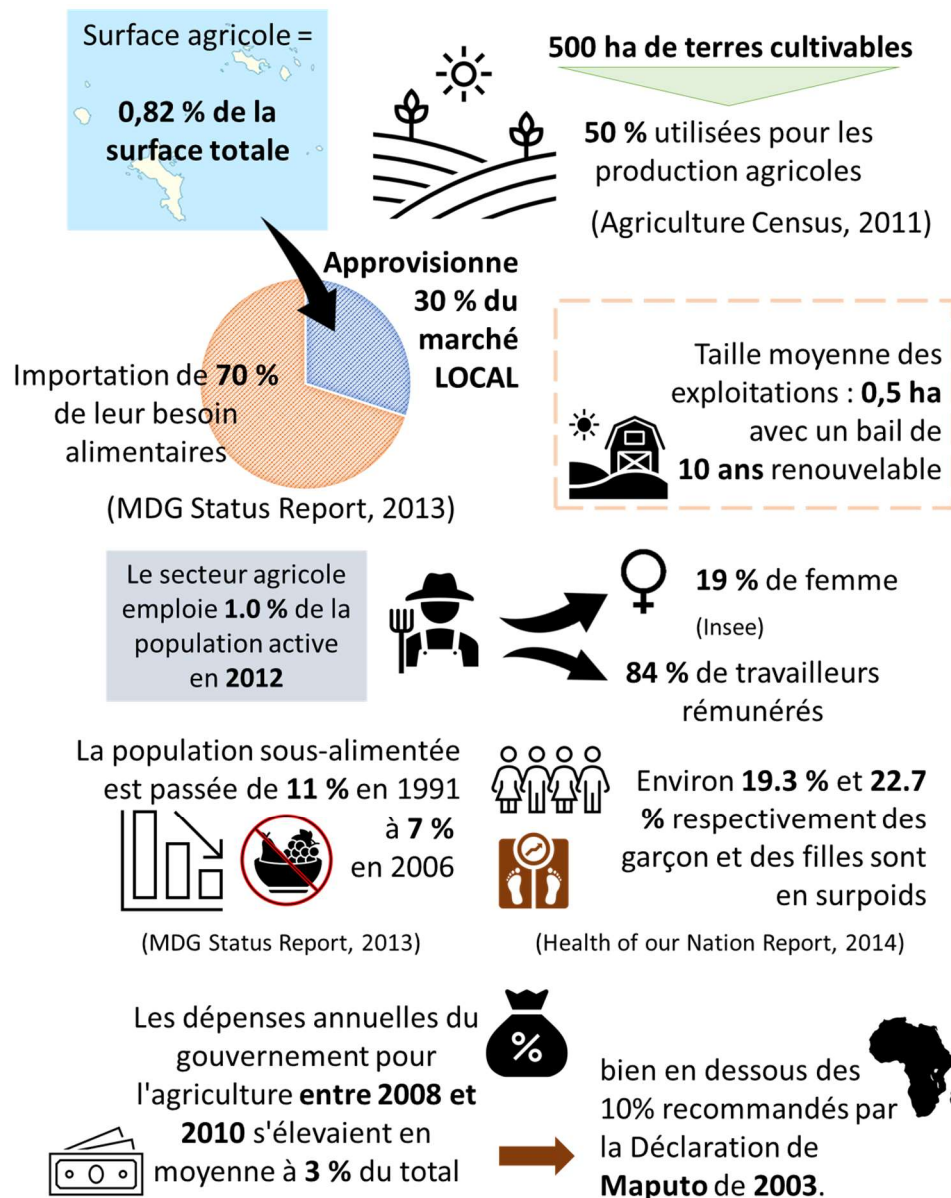 Surface agricole =
0,82 % de la
surface totale
500 ha de terres cultivables
50 % utilisées pour les
production agricoles
(Agriculture Census, 2011)
Approvisionne
30 % du
marché
LOCAL
Importation de 70 %
de leur besoin
alimentaires
(MDG Status Report, 2013)
Taille moyenne des
exploitations : 0,5 ha
avec un bail de
10 ans renouvelable
Le secteur agricole
emploie 1.0 % de la
population active
en 2012
19 % de femme
(Insee)
84 % de travailleurs
rémunérés
La population sous-alimentée
est passée de 11 % en 1991
à 7 %
en 2006
(MDG Status Report, 2013)
Environ 19.3 % et 22.7
% respectivement des
garçon et des filles sont
en surpoids
(Health of our Nation Report, 2014)
Les dépenses annuelles du
gouvernement pour
l'agriculture entre 2008 et
2010 s'élevaient en
moyenne à 3 % du total
%
bien en dessous des
10% recommandés par
la Déclaration de
Maputo de 2003.